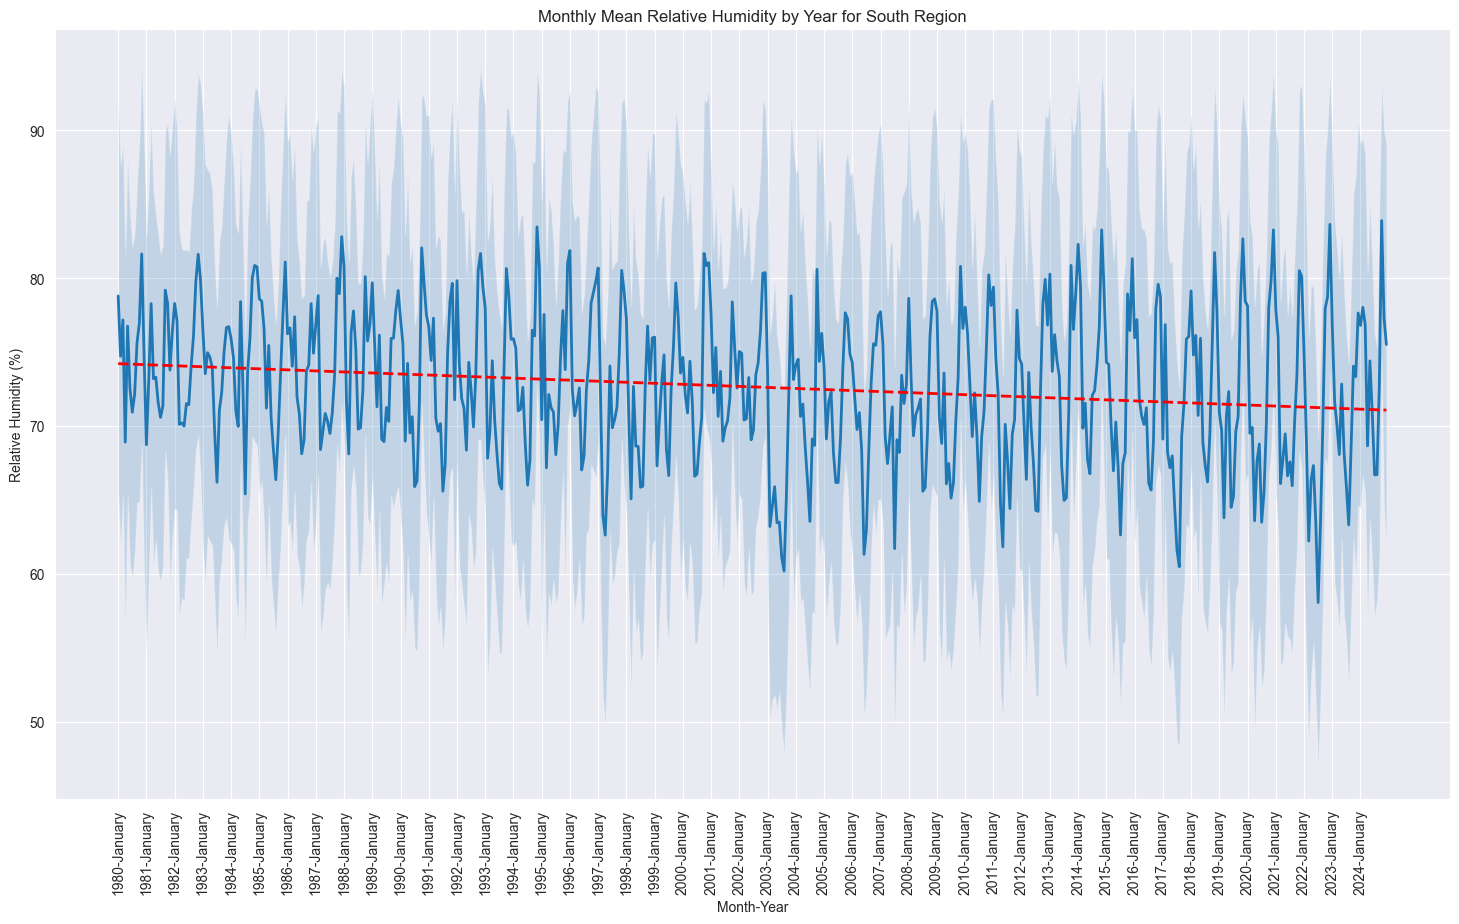 Monthly Mean Relative Humidity by Year for South Region
Relative Humidity (%)
90
80
70
60
50
1980-January
1981-January
1982-January
1983-January
1984-January
1985-January
1986-January
1987-January
1988-January
1989-January
1990-January
1991-January
1992-January
1993-January
1994-January
1995-January
1996-January
1997-January
1998-January
1999-January
2000-January
2001-January
2002-January
2003-January
2004-January
2005-January
2006-January
2007-January
2008-January
2009-January
2010-January
2011-January
2012-January
2013-January
2014-January
2015-January
2016-January
2017-January
2018-January
2019-January
2020-January
2021-January
2022-January
2023-January
2024-January
Month-Year